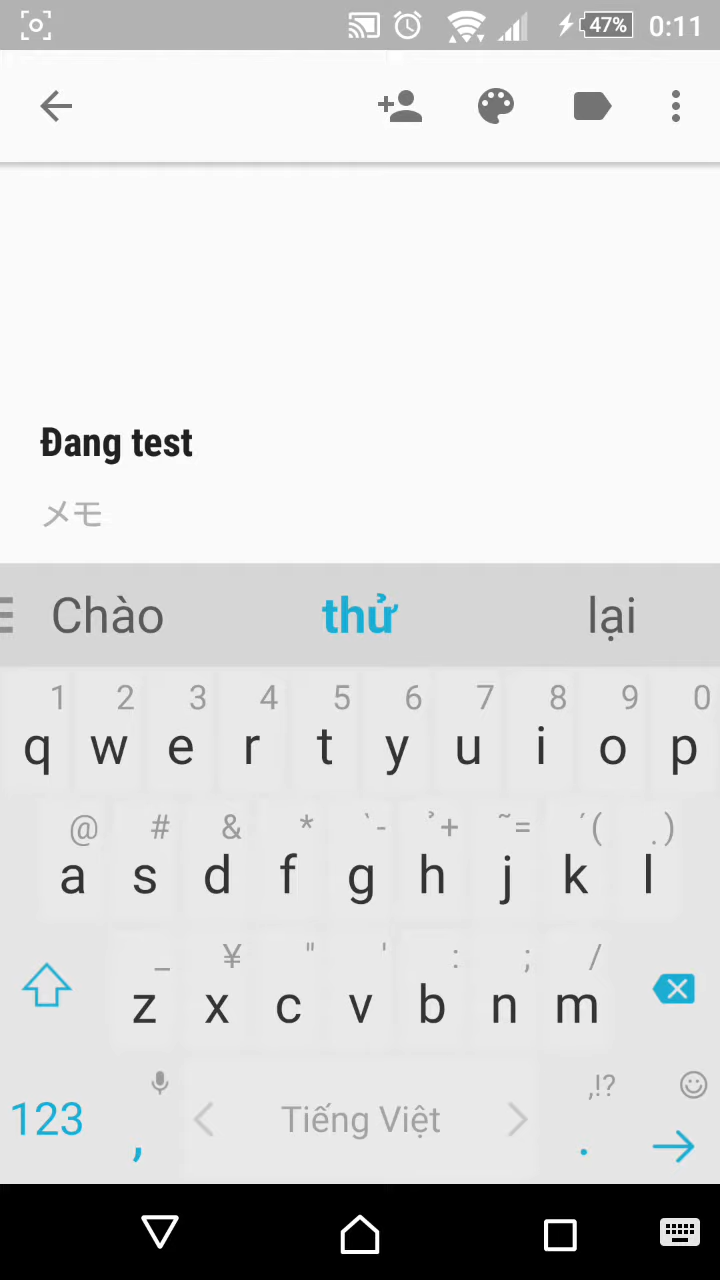 47% 0:11
Đang test
メモ
Chào thử lại
1 2 3 4 5 6 7 8 9 0
q w e r t y u i o p
@ # & * ` - ̉ + ˜ = ´ ( . )
a s d f g h j k l
_ ¥ " ' : ; /
z x c v b n m
,!?
123 , Tiếng Việt .